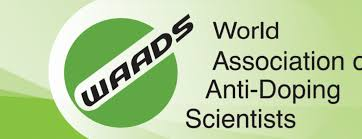 WAADS
World
Association o
Anti-Doping
Scientists